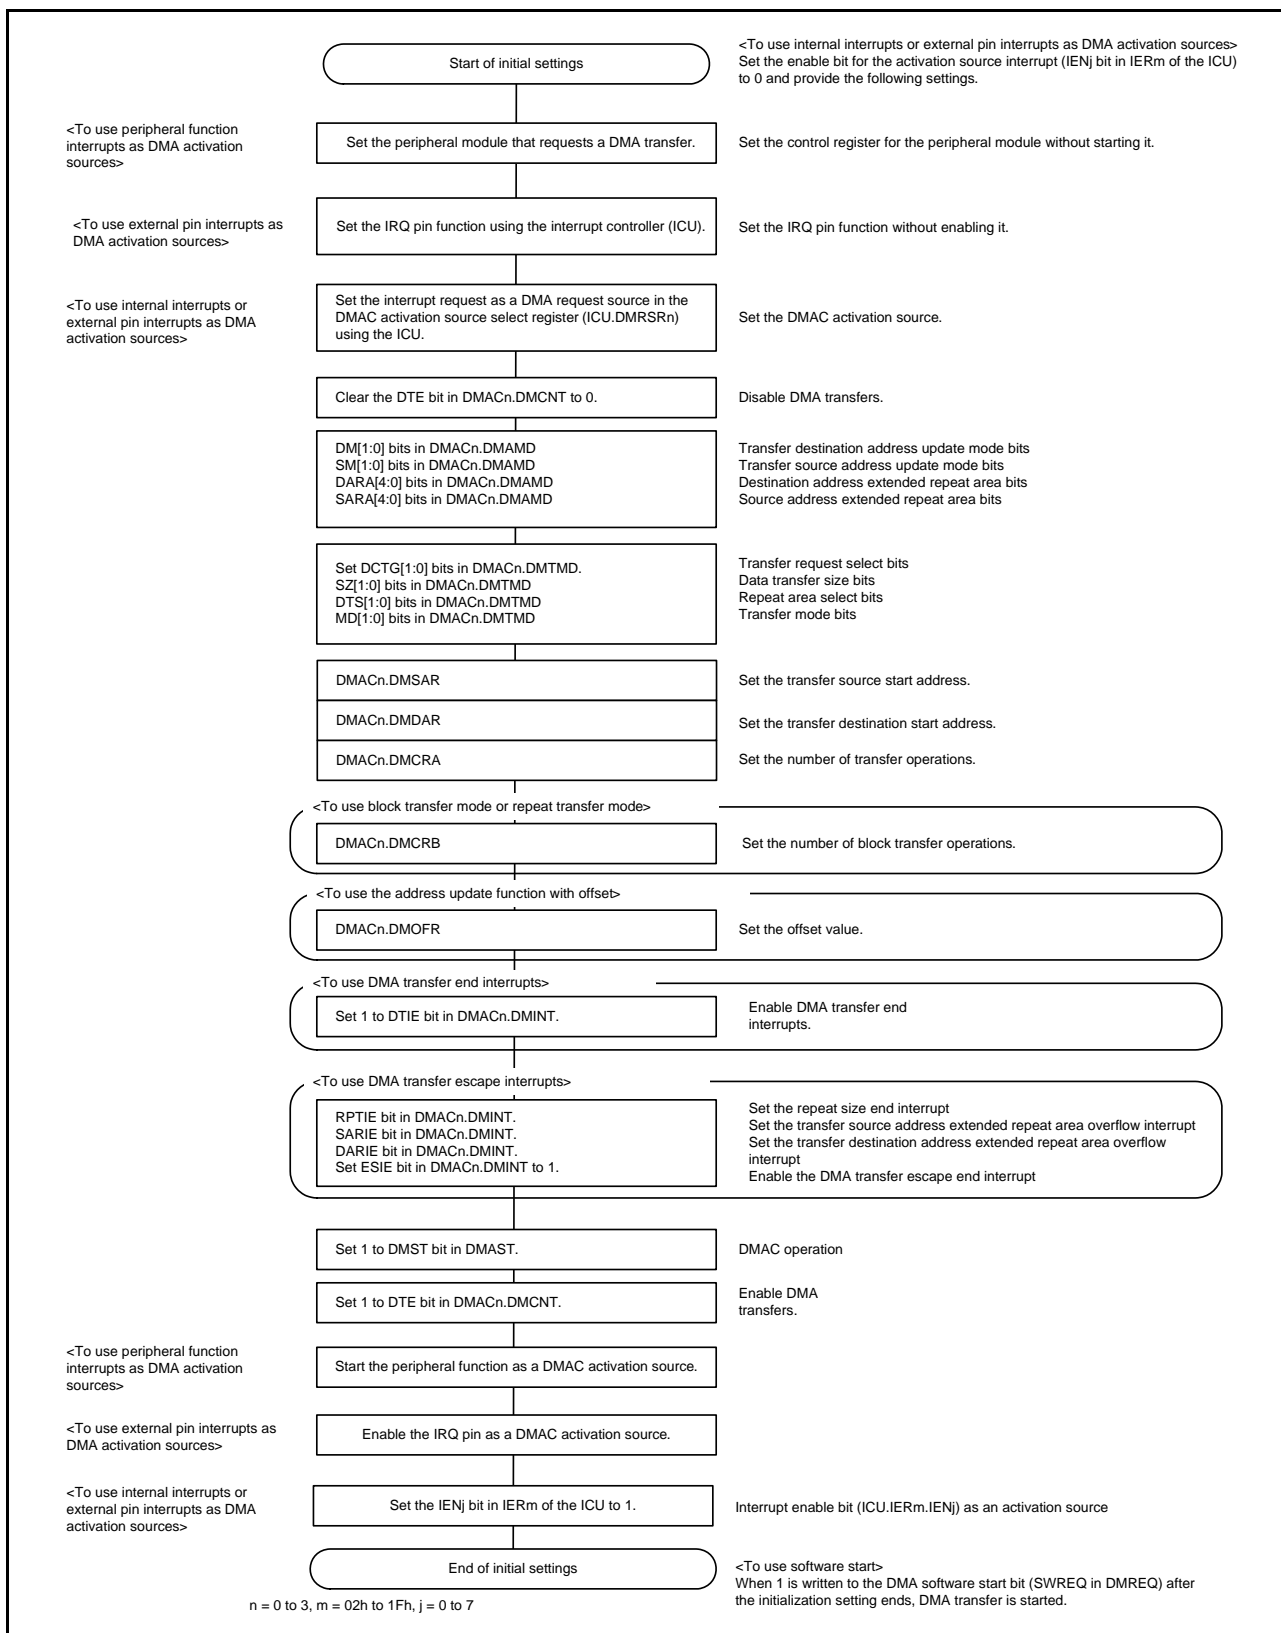 Start of initial settings
<To use internal interrupts or external pin interrupts as DMA activation sources>
Set the enable bit for the activation source interrupt (IENj bit in IERm of the ICU)
to 0 and provide the following settings.
<To use peripheral function
interrupts as DMA activation
sources>
Set the peripheral module that requests a DMA transfer.
Set the control register for the peripheral module without starting it.
<To use external pin interrupts as
DMA activation sources>
Set the IRQ pin function using the interrupt controller (ICU).
Set the IRQ pin function without enabling it.
<To use internal interrupts or
external pin interrupts as DMA
activation sources>
Set the interrupt request as a DMA request source in the
DMAC activation source select register (ICU.DMRSRn)
using the ICU.
Set the DMAC activation source.
Clear the DTE bit in DMACn.DMCNT to 0.
Disable DMA transfers.
DM[1:0] bits in DMACn.DMAMD
SM[1:0] bits in DMACn.DMAMD
DARA[4:0] bits in DMACn.DMAMD
SARA[4:0] bits in DMACn.DMAMD
Transfer destination address update mode bits
Transfer source address update mode bits
Destination address extended repeat area bits
Source address extended repeat area bits
Set DCTG[1:0] bits in DMACn.DMTMD.
SZ[1:0] bits in DMACn.DMTMD
DTS[1:0] bits in DMACn.DMTMD
MD[1:0] bits in DMACn.DMTMD
Transfer request select bits
Data transfer size bits
Repeat area select bits
Transfer mode bits
DMACn.DMSAR
Set the transfer source start address.
DMACn.DMDAR
Set the transfer destination start address.
DMACn.DMCRA
Set the number of transfer operations.
<To use block transfer mode or repeat transfer mode>
DMACn.DMCRB
Set the number of block transfer operations.
<To use the address update function with offset>
DMACn.DMOFR
Set the offset value.
<To use DMA transfer end interrupts>
Set 1 to DTIE bit in DMACn.DMINT.
Enable DMA transfer end
interrupts.
<To use DMA transfer escape interrupts>
RPTIE bit in DMACn.DMINT.
SARIE bit in DMACn.DMINT.
DARIE bit in DMACn.DMINT.
Set ESIE bit in DMACn.DMINT to 1.
Set the repeat size end interrupt
Set the transfer source address extended repeat area overflow interrupt
Set the transfer destination address extended repeat area overflow
interrupt
Enable the DMA transfer escape end interrupt
Set 1 to DMST bit in DMAST.
DMAC operation
Set 1 to DTE bit in DMACn.DMCNT.
Enable DMA
transfers.
<To use peripheral function
interrupts as DMA activation
sources>
Start the peripheral function as a DMAC activation source.
<To use external pin interrupts as
DMA activation sources>
Enable the IRQ pin as a DMAC activation source.
<To use internal interrupts or
external pin interrupts as DMA
activation sources>
Set the IENj bit in IERm of the ICU to 1.
Interrupt enable bit (ICU.IERm.IENj) as an activation source
End of initial settings
<To use software start>
When 1 is written to the DMA software start bit (SWREQ in DMREQ) after
the initialization setting ends, DMA transfer is started.
n = 0 to 3, m = 02h to 1Fh, j = 0 to 7